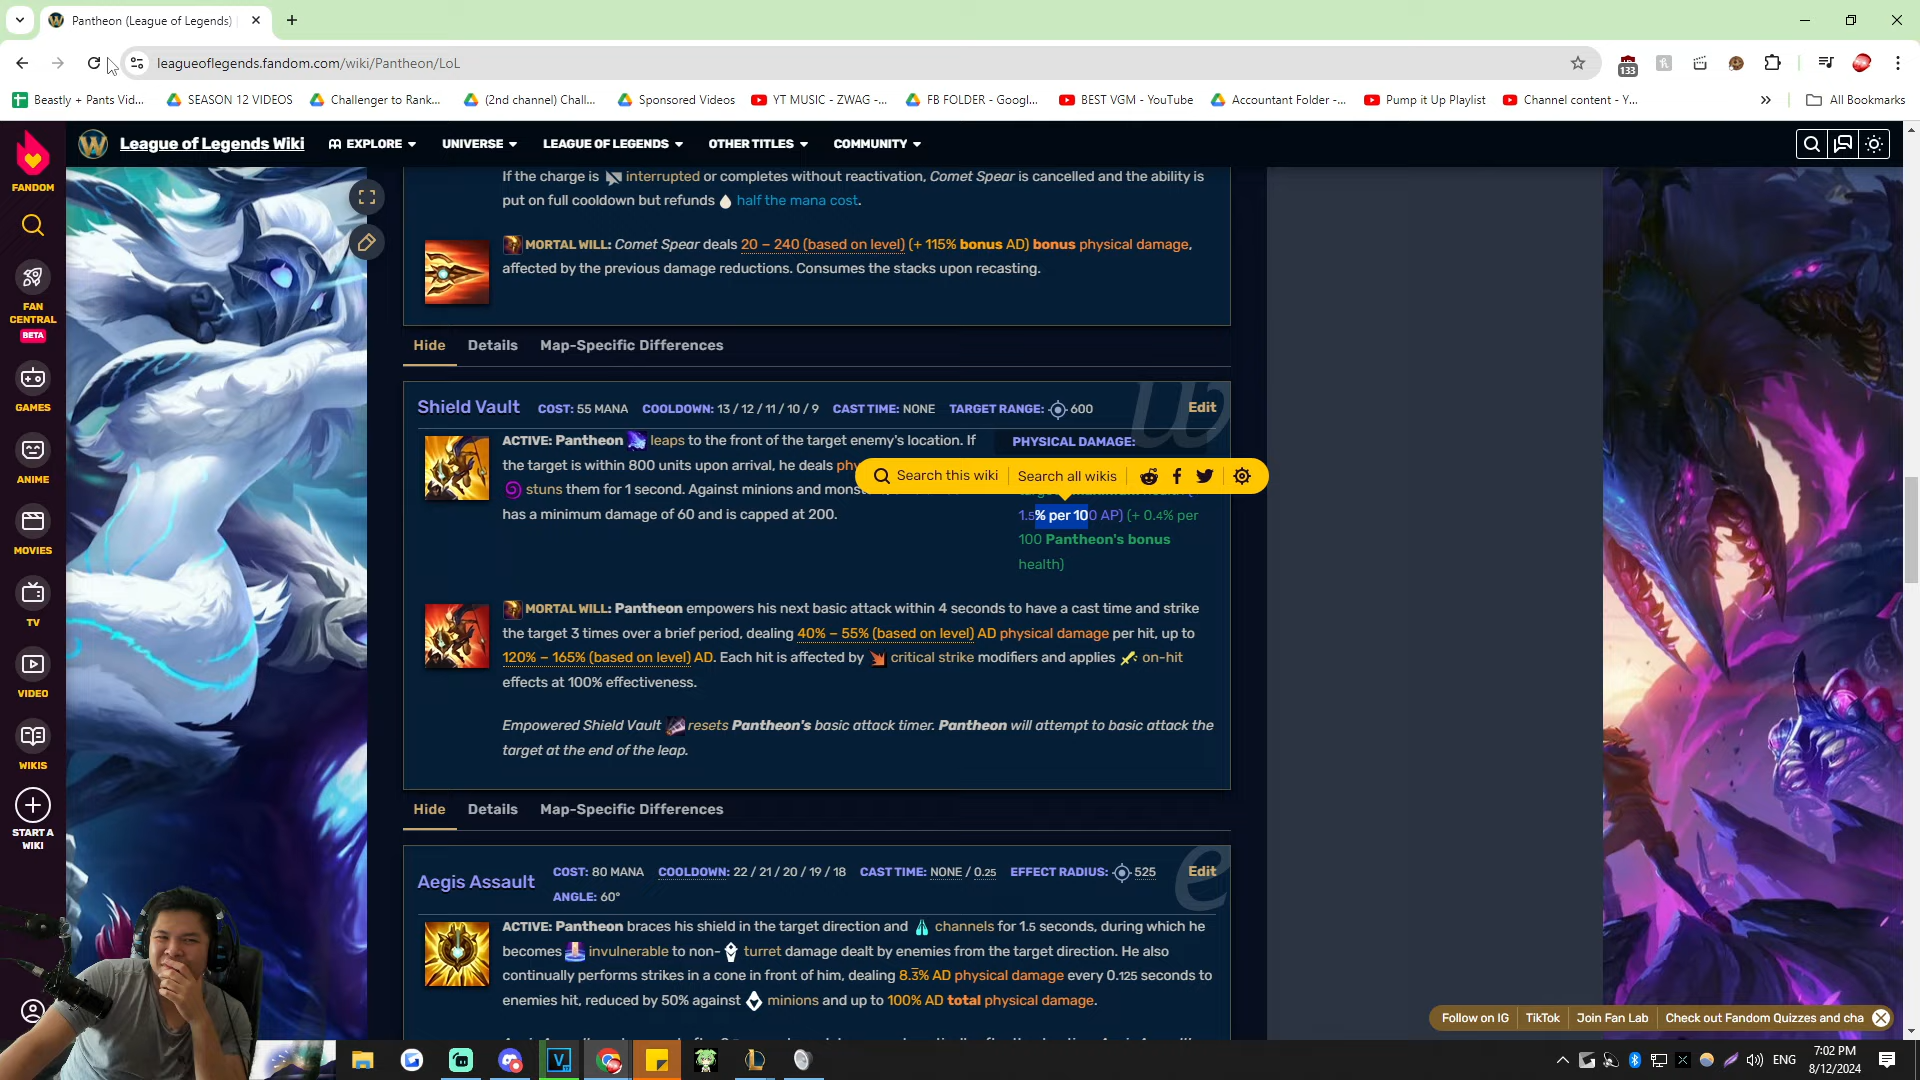 Pantheon (League of Legends)
leagueoflegends.fandom.com/wiki/Pantheon/LoL
133
Beastly + Pants Vid...
SEASON 12 VIDEOS
Challenger to Rank...
(2nd channel) Chall...
Sponsored Videos
YT MUSIC - ZWAG -...
FB FOLDER - Googl...
BEST VGM - YouTube
Accountant Folder -...
Pump it Up Playlist
Channel content - Y...
All Bookmarks
League of Legends Wiki
EXPLORE
UNIVERSE
LEAGUE OF LEGENDS
OTHER TITLES
COMMUNITY
FANDOM
FAN
CENTRAL
BETA
GAMES
ANIME
MOVIES
TV
VIDEO
WIKIS
START A
WIKI
If the charge is interrupted or completes without reactivation, Comet Spear is cancelled and the ability is
put on full cooldown but refunds half the mana cost.
MORTAL WILL: Comet Spear deals 20 – 240 (based on level) (+ 115% bonus AD) bonus physical damage,
affected by the previous damage reductions. Consumes the stacks upon recasting.
Hide Details Map-Specific Differences
Shield Vault COST: 55 MANA COOLDOWN: 13 / 12 / 11 / 10 / 9 CAST TIME: NONE TARGET RANGE: 600 Edit
ACTIVE: Pantheon leaps to the front of the target enemy's location. If
the target is within 800 units upon arrival, he deals
stuns them for 1 second. Against minions and
has a minimum damage of 60 and is capped at 200.
PHYSICAL DAMAGE:
Search this wiki
Search all wikis
1.5% per 100 AP) (+ 0.4% per
100 Pantheon's bonus
health)
MORTAL WILL: Pantheon empowers his next basic attack within 4 seconds to have a cast time and strike
the target 3 times over a brief period, dealing 40% – 55% (based on level) AD physical damage per hit, up to
120% – 165% (based on level) AD. Each hit is affected by critical strike modifiers and applies on-hit
effects at 100% effectiveness.
Empowered Shield Vault resets Pantheon's basic attack timer. Pantheon will attempt to basic attack the
target at the end of the leap.
Hide Details Map-Specific Differences
Aegis Assault COST: 80 MANA COOLDOWN: 22 / 21 / 20 / 19 / 18 CAST TIME: NONE / 0.25 EFFECT RADIUS: 525 Edit
ANGLE: 60°
ACTIVE: Pantheon braces his shield in the target direction and channels for 1.5 seconds, during which he
becomes invulnerable to non- turret damage dealt by enemies from the target direction. He also
continually performs strikes in a cone in front of him, dealing 8.3% AD physical damage every 0.125 seconds to
enemies hit, reduced by 50% against minions and up to 100% AD total physical damage.
Follow on IG
TikTok
Join Fan Lab
Check out Fandom Quizzes and cha
ENG
7:02 PM
8/12/2024